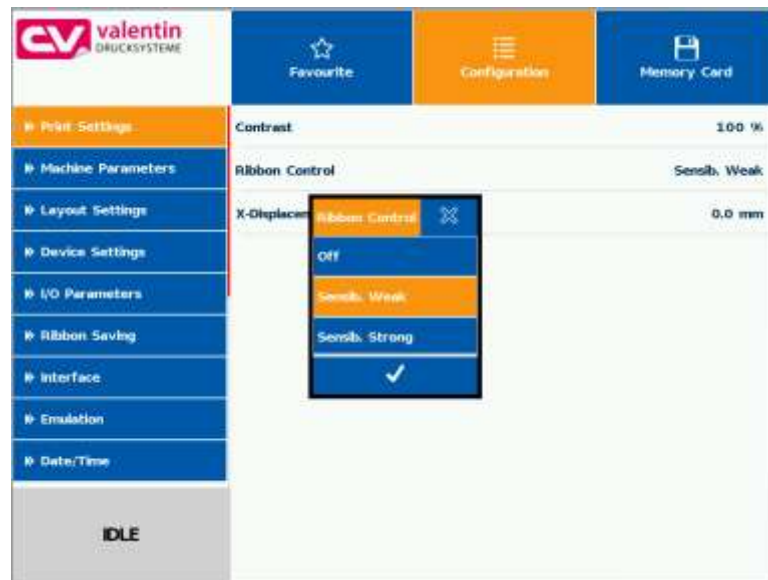 valentin
DRUCKSYSTEME
Favourite
Configuration
Memory Card
Print Settings
Machine Parameters
Layout Settings
Device Settings
I/O Parameters
Ribbon Saving
Interface
Emulation
Date/Time
IDLE
Contrast 100 %
Ribbon Control Sensib. Weak
X-Displacem 0.0 mm
Ribbon Control
Off
Sensib. Weak
Sensib. Strong